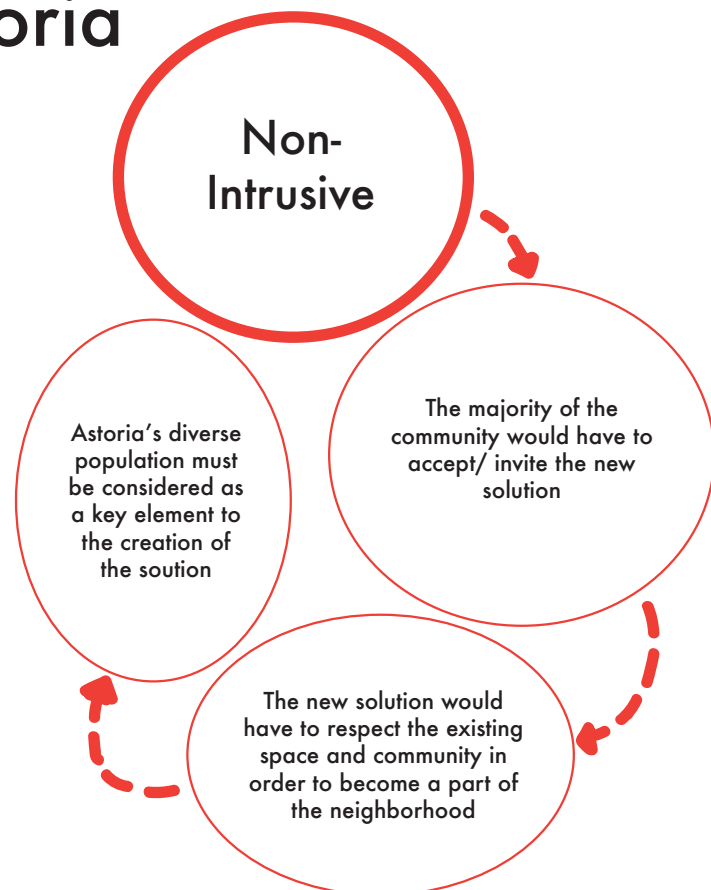 oria
Non-
Intrusive
The majority of the
community would have to
accept/ invite the new
solution
The new solution would
have to respect the existing
space and community in
order to become a part of
the neighborhood
Astoria’s diverse
population must
be considered as
a key element to
the creation of
the soution